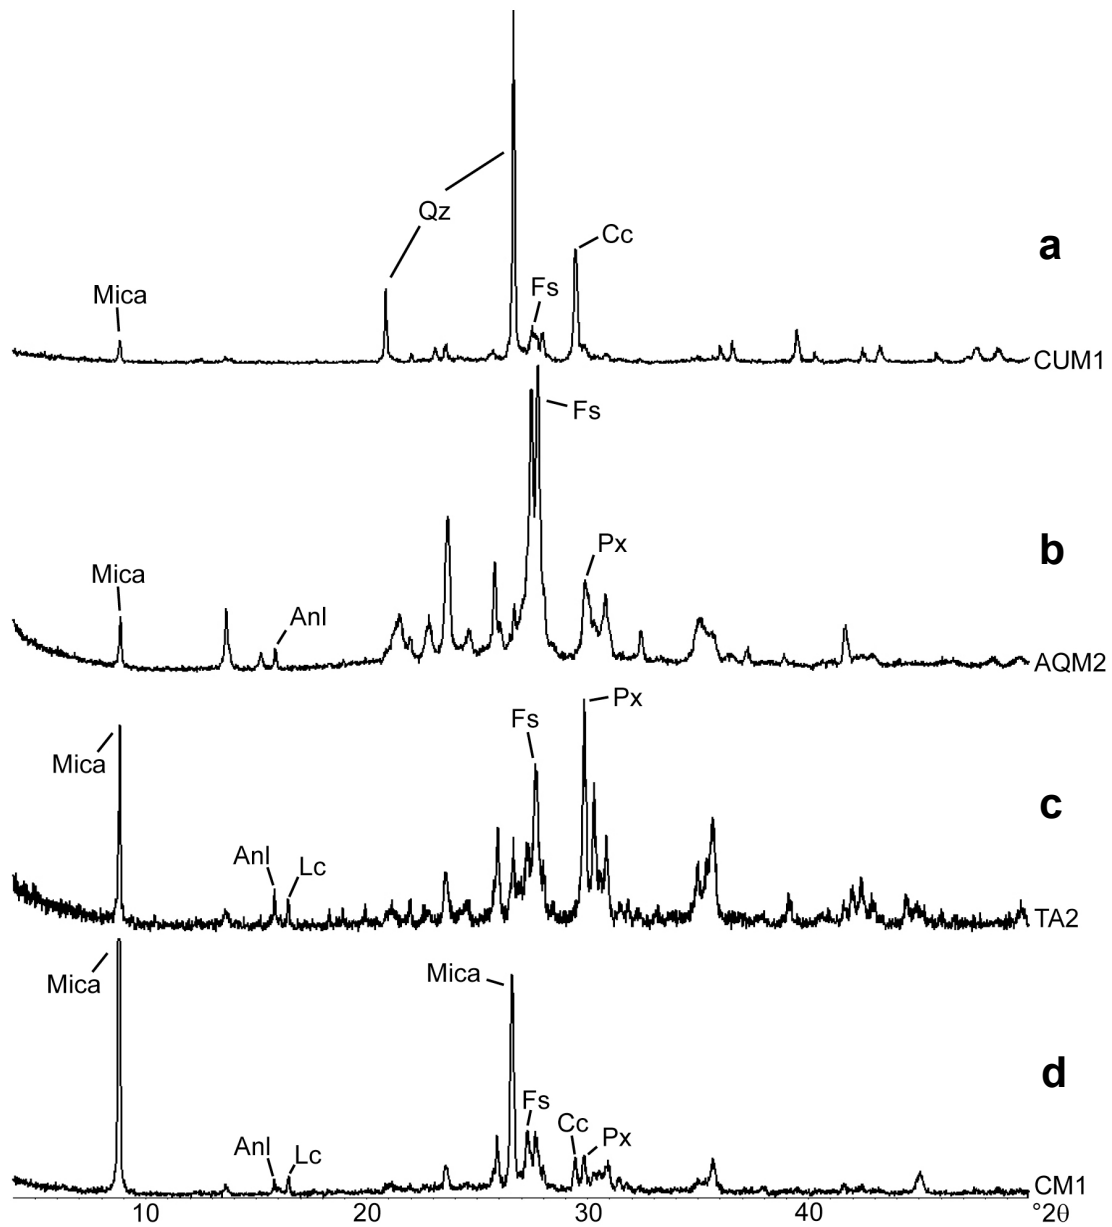 Qz
Cc
a
Mica
Fs
CUM1
Fs
b
Px
Mica
Anl
AQM2
Px
Fs
Mica
c
Anl
Lc
TA2
Mica
Mica
d
Fs
Cc
Px
Anl
Lc
CM1
10 20 30 40 °2θ